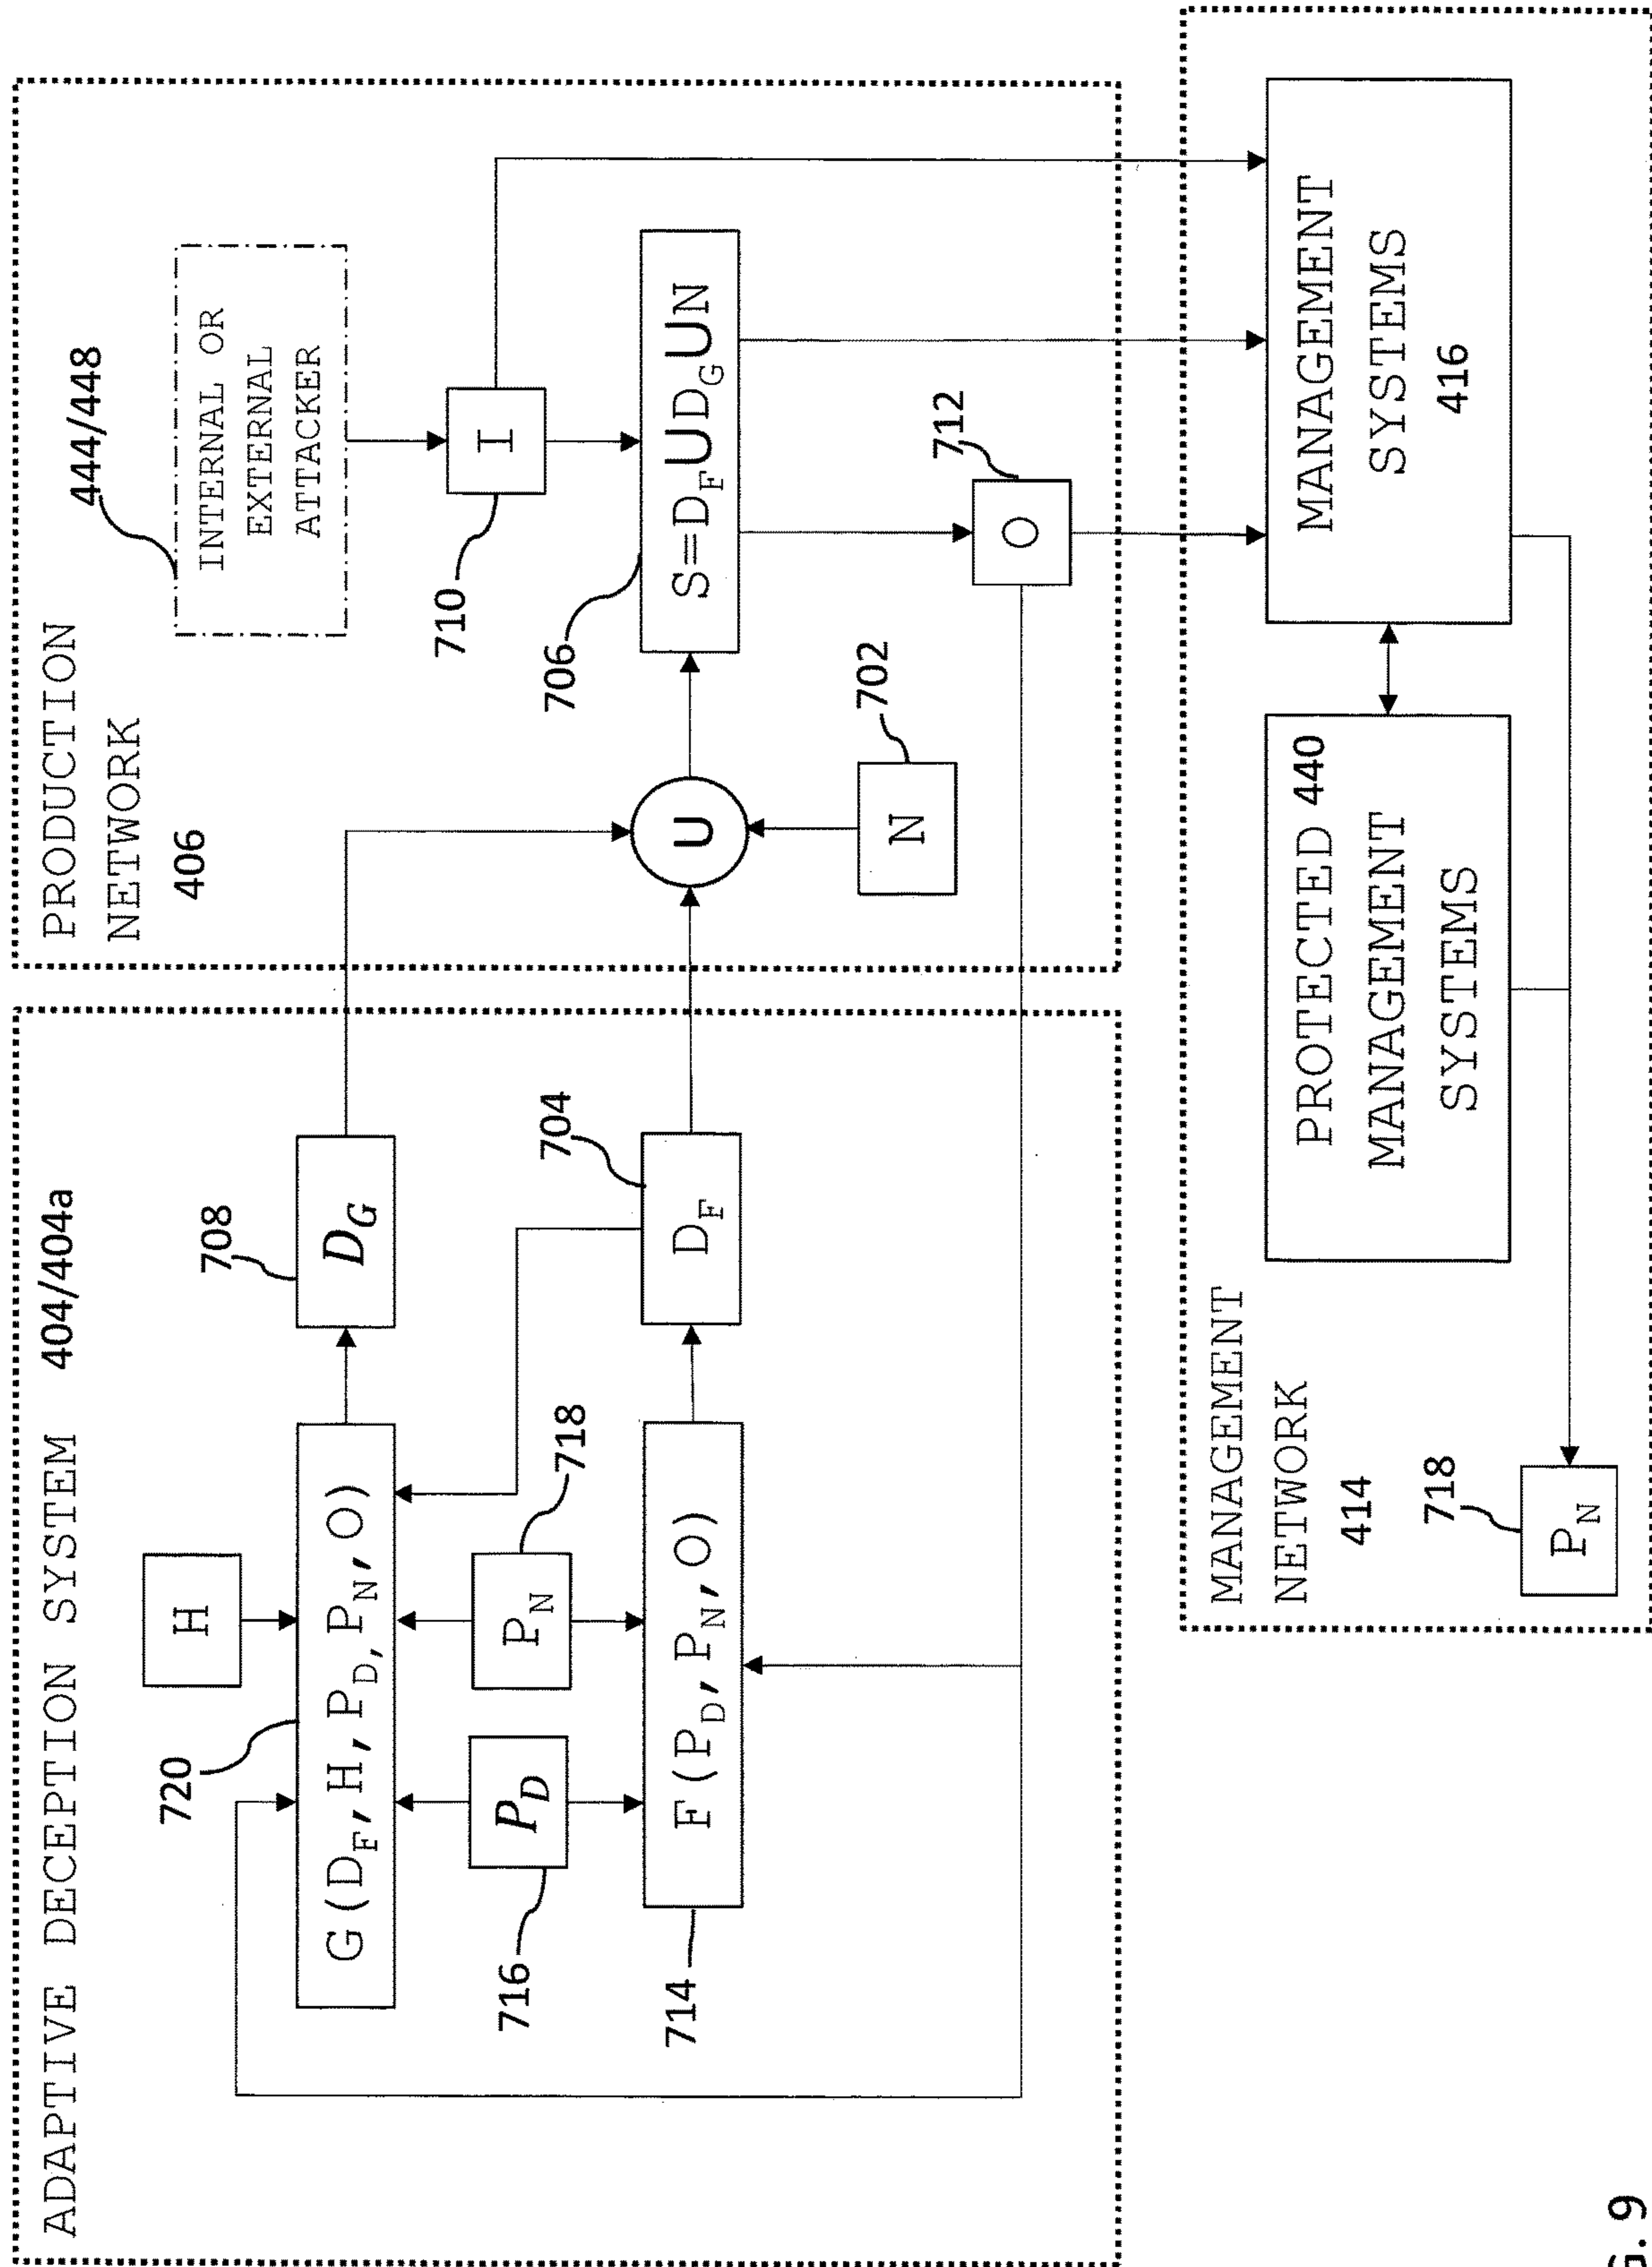 ADAPTIVE DECEPTION SYSTEM 404/404a
H
720
G(D_F,H,P_D,P_N,O)
708
D_G
716
P_D
718
P_N
704
D_F
714
F(P_D,P_N,O)
PRODUCTION
NETWORK
406
444/448
INTERNAL OR
EXTERNAL
ATTACKER
710
I
706
S=D_F U D_G U N
U
702
N
712
O
MANAGEMENT
NETWORK
414
718
P_N
PROTECTED 440
MANAGEMENT
SYSTEMS
MANAGEMENT
SYSTEMS
416
G. 9